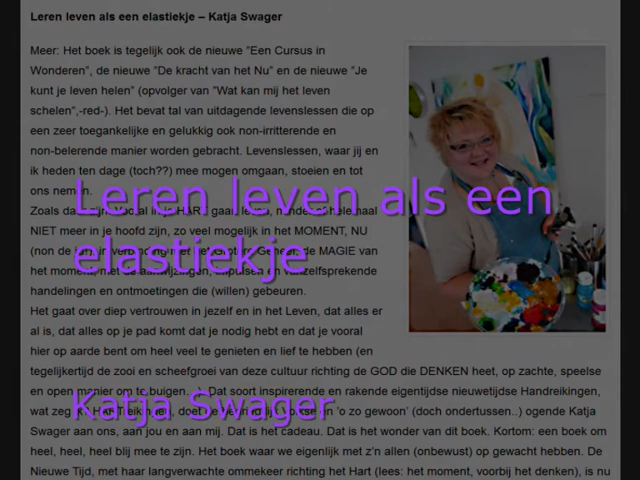 Leren leven als een elastiekje – Katja Swager
Meer: Het boek is tegelijk ook de nieuwe "Een Cursus in
Wonderen", de nieuwe "De kracht van het Nu" en de nieuwe "Je
kunt je leven helen" (opvolger van "Wat kan mij het leven
schelen",-red-). Het bevat tal van uitdagende levenslessen die op
een zeer toegankelijke en gelukkig ook non-irritterende en
non-belerende manier worden gebracht. Levenslessen, waar jij en
ik heden ten dage (toch??) mee mogen omgaan, stoeien en tot
ons nemen.
Leren leven als een
Zoals
NIET meer in je hoofd zijn, zo veel mogelijk in het MOMENT, NU
elastiekje
(non de MAGIE van
het moment,
handelingen en ontmoetingen die (willen) gebeuren.
Het gaat over diep vertrouwen in jezelf en in het Leven, dat alles er
al is, dat alles op je pad komt dat je nodig hebt en dat je vooral
hier op aarde bent om heel veel te genieten en lief te hebben (en
tegelijkertijd de zooi en scheefgroei van deze cultuur richting de GOD die DENKEN heet, op zachte, speelse
en open manier om te buigen...). Dat soort inspirerende en rakende eigentijdse nieuwetijdse Handreikingen,
Katja Swager
wat zeg 'o zo gewoon' (doch ondertussen..) ogende Katja
Swager aan ons, aan jou en aan mij. Dat is het cadeau. Dat is het wonder van dit boek. Kortom: een boek om
heel, heel, heel blij mee te zijn. Het boek waar we eigenlijk met z'n allen (onbewust) op gewacht hebben. De
Nieuwe Tijd, met haar langverwachte ommekeer richting het Hart (lees: het moment, voorbij het denken), is nu